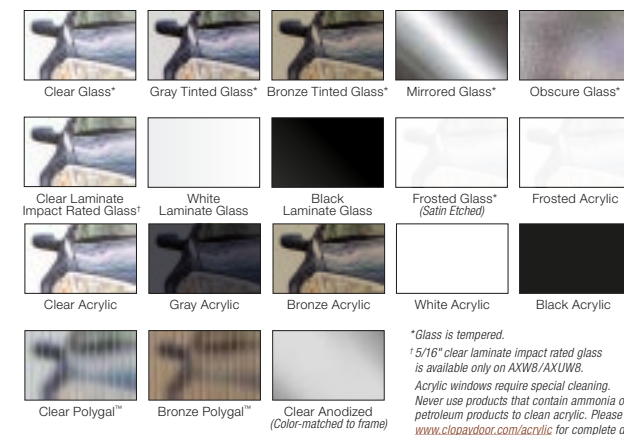 Clear Glass* Gray Tinted Glass* Bronze Tinted Glass* Mirrored Glass* Obscure Glass*
Clear Laminate
Impact Rated Glass†
White
Laminate Glass
Black
Laminate Glass
Frosted Glass*
(Satin Etched)
Frosted Acrylic
Clear Acrylic Gray Acrylic Bronze Acrylic White Acrylic Black Acrylic
Clear Polygal™ Bronze Polygal™ Clear Anodized
(Color-matched to frame)
*Glass is tempered.
†5/16" clear laminate impact rated glass
is available only on AXW8/AXUW8.
Acrylic windows require special cleaning.
Never use products that contain ammonia o
petroleum products to clean acrylic. Please
www.clopaydoor.com/acrylic for complete d